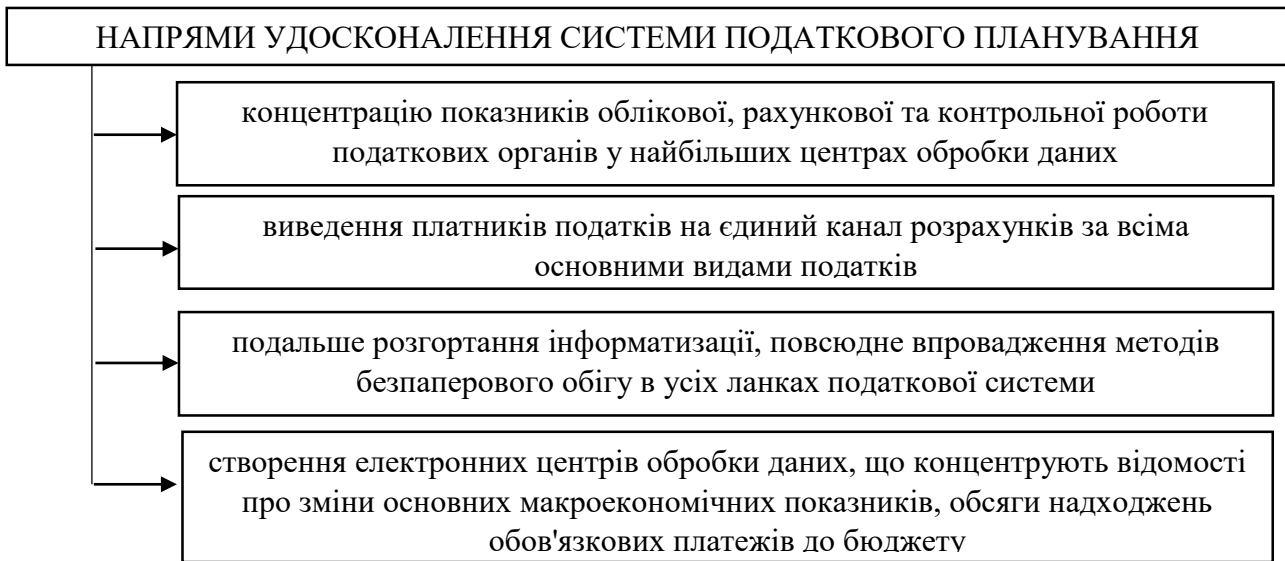 НАПРЯМИ УДОСКОНАЛЕННЯ СИСТЕМИ ПОДАТКОВОГО ПЛАНУВАННЯ
концентрацію показників облікової, рахункової та контрольної роботи
податкових органів у найбільших центрах обробки даних
виведення платників податків на єдиний канал розрахунків за всіма
основними видами податків
подальше розгортання інформатизації, повсюдне впровадження методів
безпаперового обігу в усіх ланках податкової системи
створення електронних центрів обробки даних, що концентрують відомості
про зміни основних макроекономічних показників, обсяги надходжень
обов'язкових платежів до бюджету